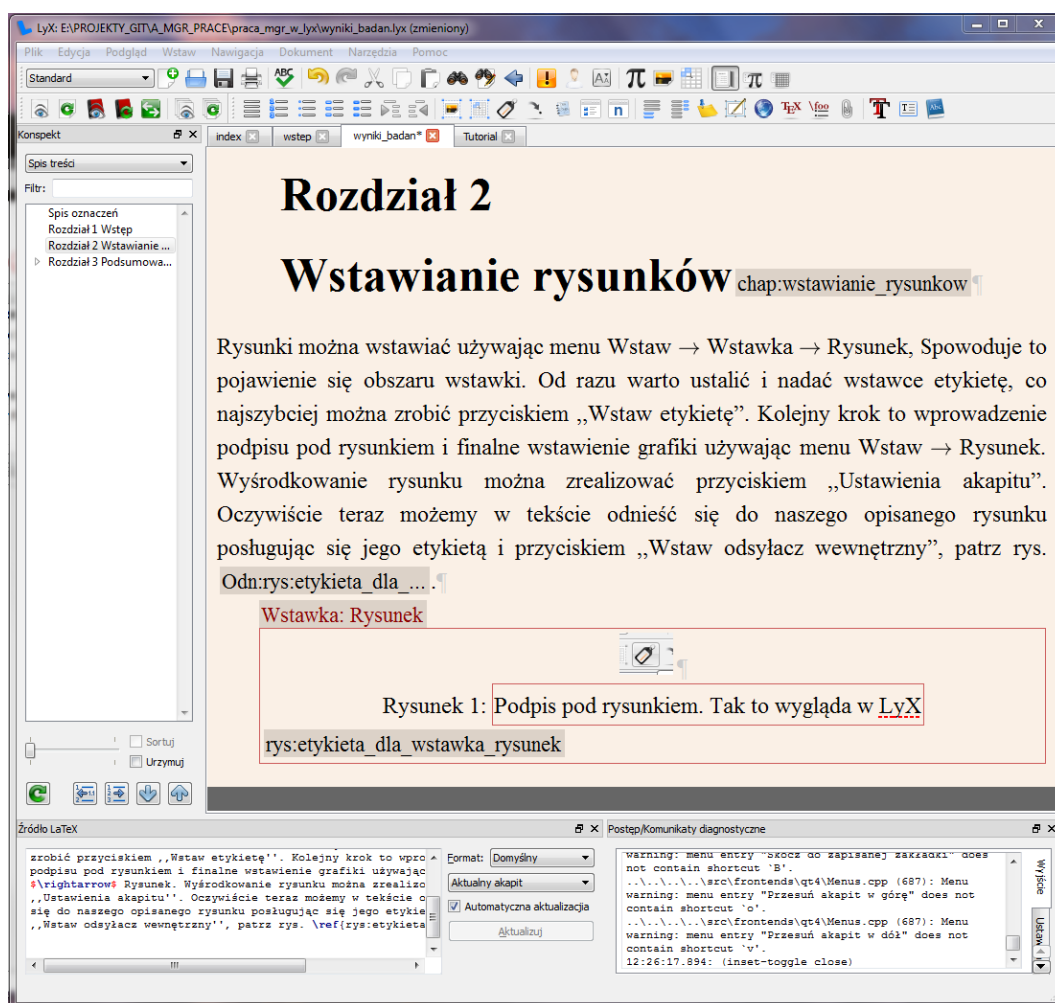 LyX: E:\PROJEKTY_GIT\A_MGR_PRACE\praca_mgr_w_lyx\wyniki_badan.lyx (zmieniony)
Plik Edycja Podgląd Wstaw Nawigacja Dokument Narzędzia Pomoc
Standard
Konspekt
index wstep wyniki_badan* Tutorial
Spis treści
Filtr:
Spis oznaczeń
Rozdział 1 Wstęp
Rozdział 2 Wstawianie ...
Rozdział 3 Podsumowa...
Sortuj
Urzymuj
Rozdział 2
Wstawianie rysunków chap:wstawianie_rysunkow¶
Rysunki można wstawiać używając menu Wstaw → Wstawka → Rysunek, Spowoduje to
pojawienie się obszaru wstawki. Od razu warto ustalić i nadać wstawce etykietę, co
najszybciej można zrobić przyciskiem ,,Wstaw etykietę”. Kolejny krok to wprowadzenie
podpisu pod rysunkiem i finalne wstawienie grafiki używając menu Wstaw → Rysunek.
Wyśrodkowanie rysunku można zrealizować przyciskiem ,,Ustawienia akapitu”.
Oczywiście teraz możemy w tekście odnieść się do naszego opisanego rysunku
posługując się jego etykietą i przyciskiem ,,Wstaw odsyłacz wewnętrzny”, patrz rys.
Odn:rys:etykieta_dla_... .¶
Wstawka: Rysunek
¶
Rysunek 1: Podpis pod rysunkiem. Tak to wygląda w LyX
rys:etykieta_dla_wstawka_rysunek
Źródło LaTeX
zrobić przyciskiem ,,Wstaw etykietę''. Kolejny krok to wpro
podpisu pod rysunkiem i finalne wstawienie grafiki używając
$\rightarrow$ Rysunek. Wyśrodkowanie rysunku można zrealizo
,,Ustawienia akapitu''. Oczywiście teraz możemy w tekście o
się do naszego opisanego rysunku posługując się jego etykie
,,Wstaw odsyłacz wewnętrzny'', patrz rys. \ref{rys:etykieta
Format: Domyślny
Aktualny akapit
Automatyczna aktualizacjia
Aktualizuj
Postęp/Komunikaty diagnostyczne
warning: menu entry "Skocz do zapisanej zakładki" does
not contain shortcut `B'.
..\..\..\..\src\frontends\qt4\Menus.cpp (687): Menu
warning: menu entry "Przesuń akapit w górę" does not
contain shortcut `o'.
..\..\..\..\src\frontends\qt4\Menus.cpp (687): Menu
warning: menu entry "Przesuń akapit w dół" does not
contain shortcut `v'.
12:26:17.894: (inset-toggle close)
Wyjście
Ustaw